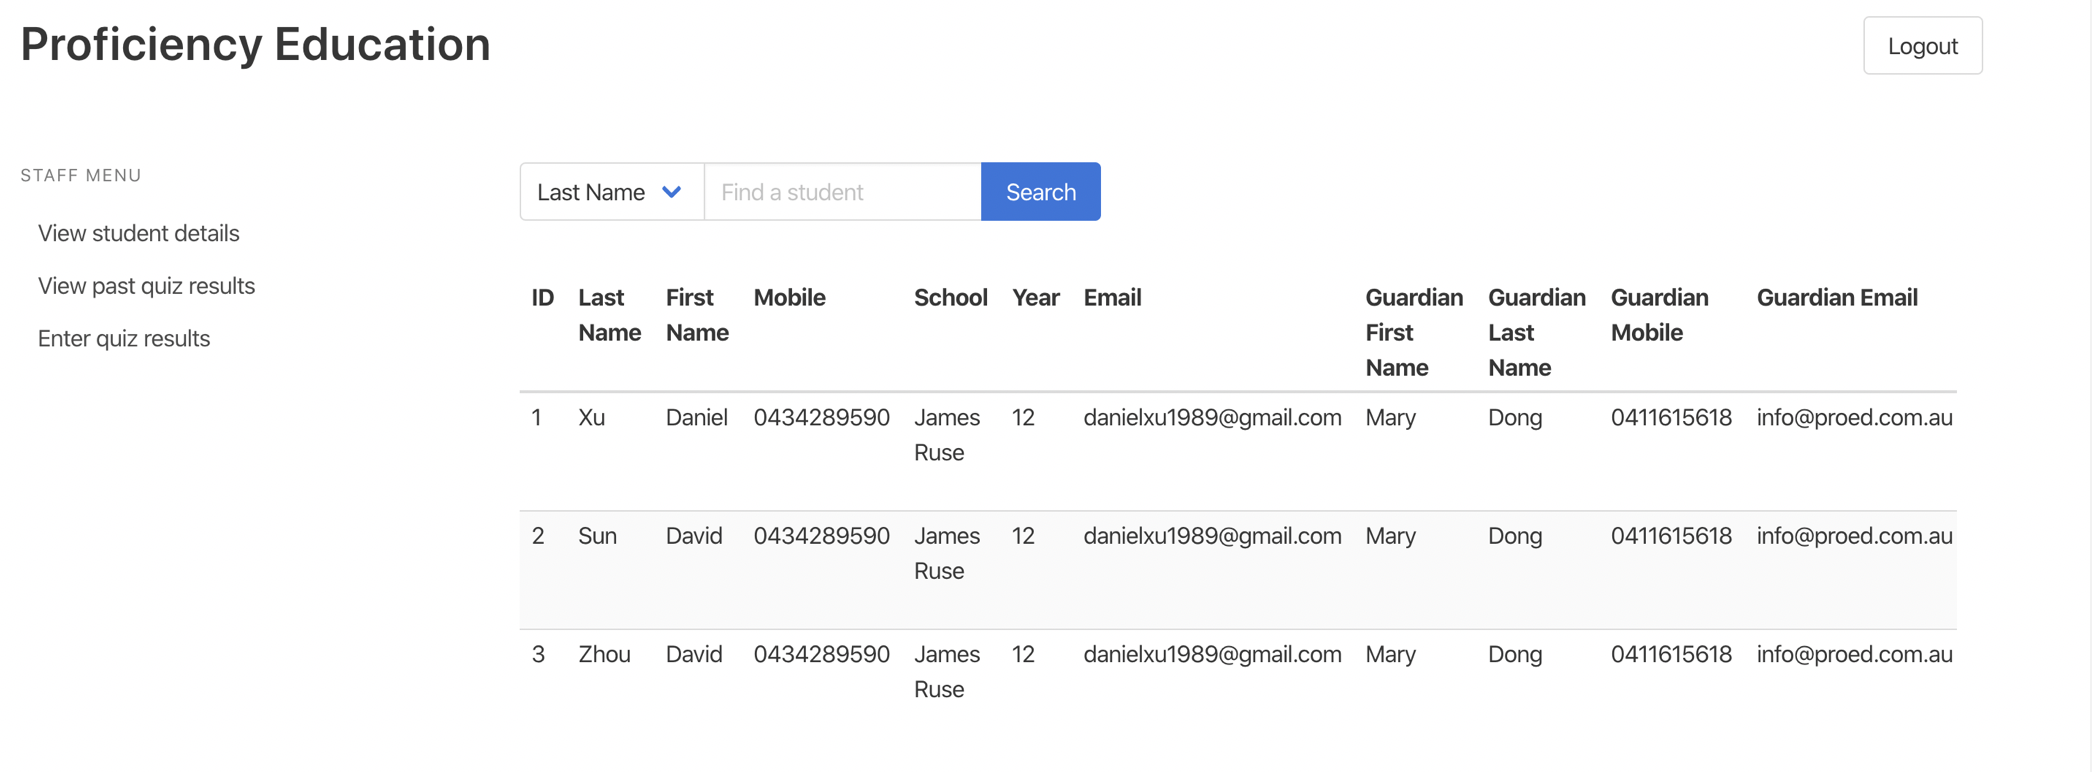 Proficiency Education
Logout
STAFF MENU
View student details
View past quiz results
Enter quiz results
Last Name
Find a student
Search
ID Last Name First Name Mobile School Year Email Guardian First Name Guardian Last Name Guardian Mobile Guardian Email
1 Xu Daniel 0434289590 James Ruse 12 danielxu1989@gmail.com Mary Dong 0411615618 info@proed.com.au
2 Sun David 0434289590 James Ruse 12 danielxu1989@gmail.com Mary Dong 0411615618 info@proed.com.au
3 Zhou David 0434289590 James Ruse 12 danielxu1989@gmail.com Mary Dong 0411615618 info@proed.com.au